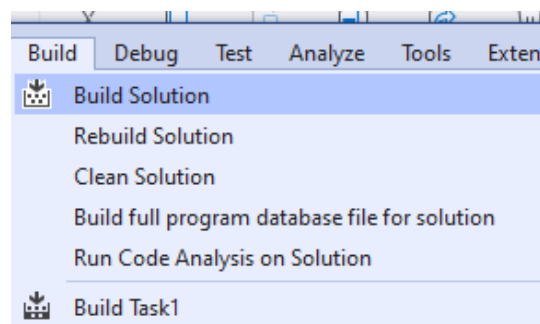 Build Debug Test Analyze Tools Exten
Build Solution
Rebuild Solution
Clean Solution
Build full program database file for solution
Run Code Analysis on Solution
Build Task1